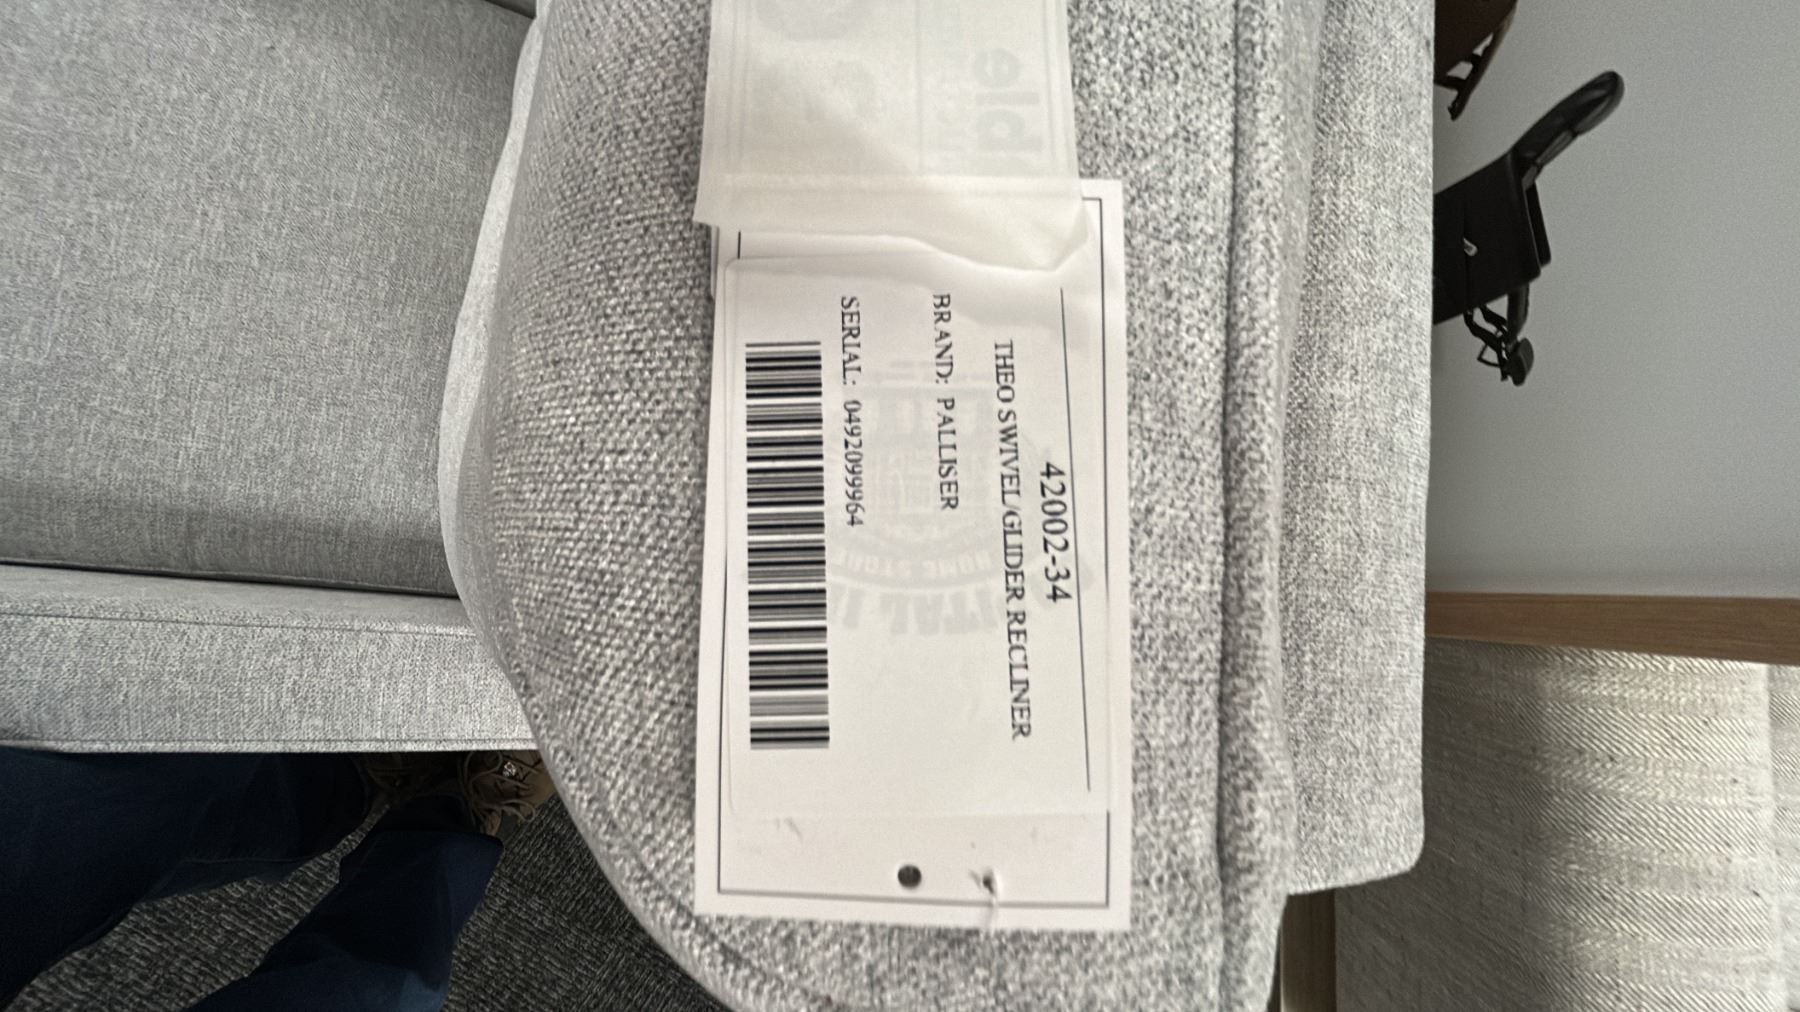 42002-34
THEO SWIVEL/GLIDER RECLINER
BRAND: PALLISER
SERIAL: 0492099964